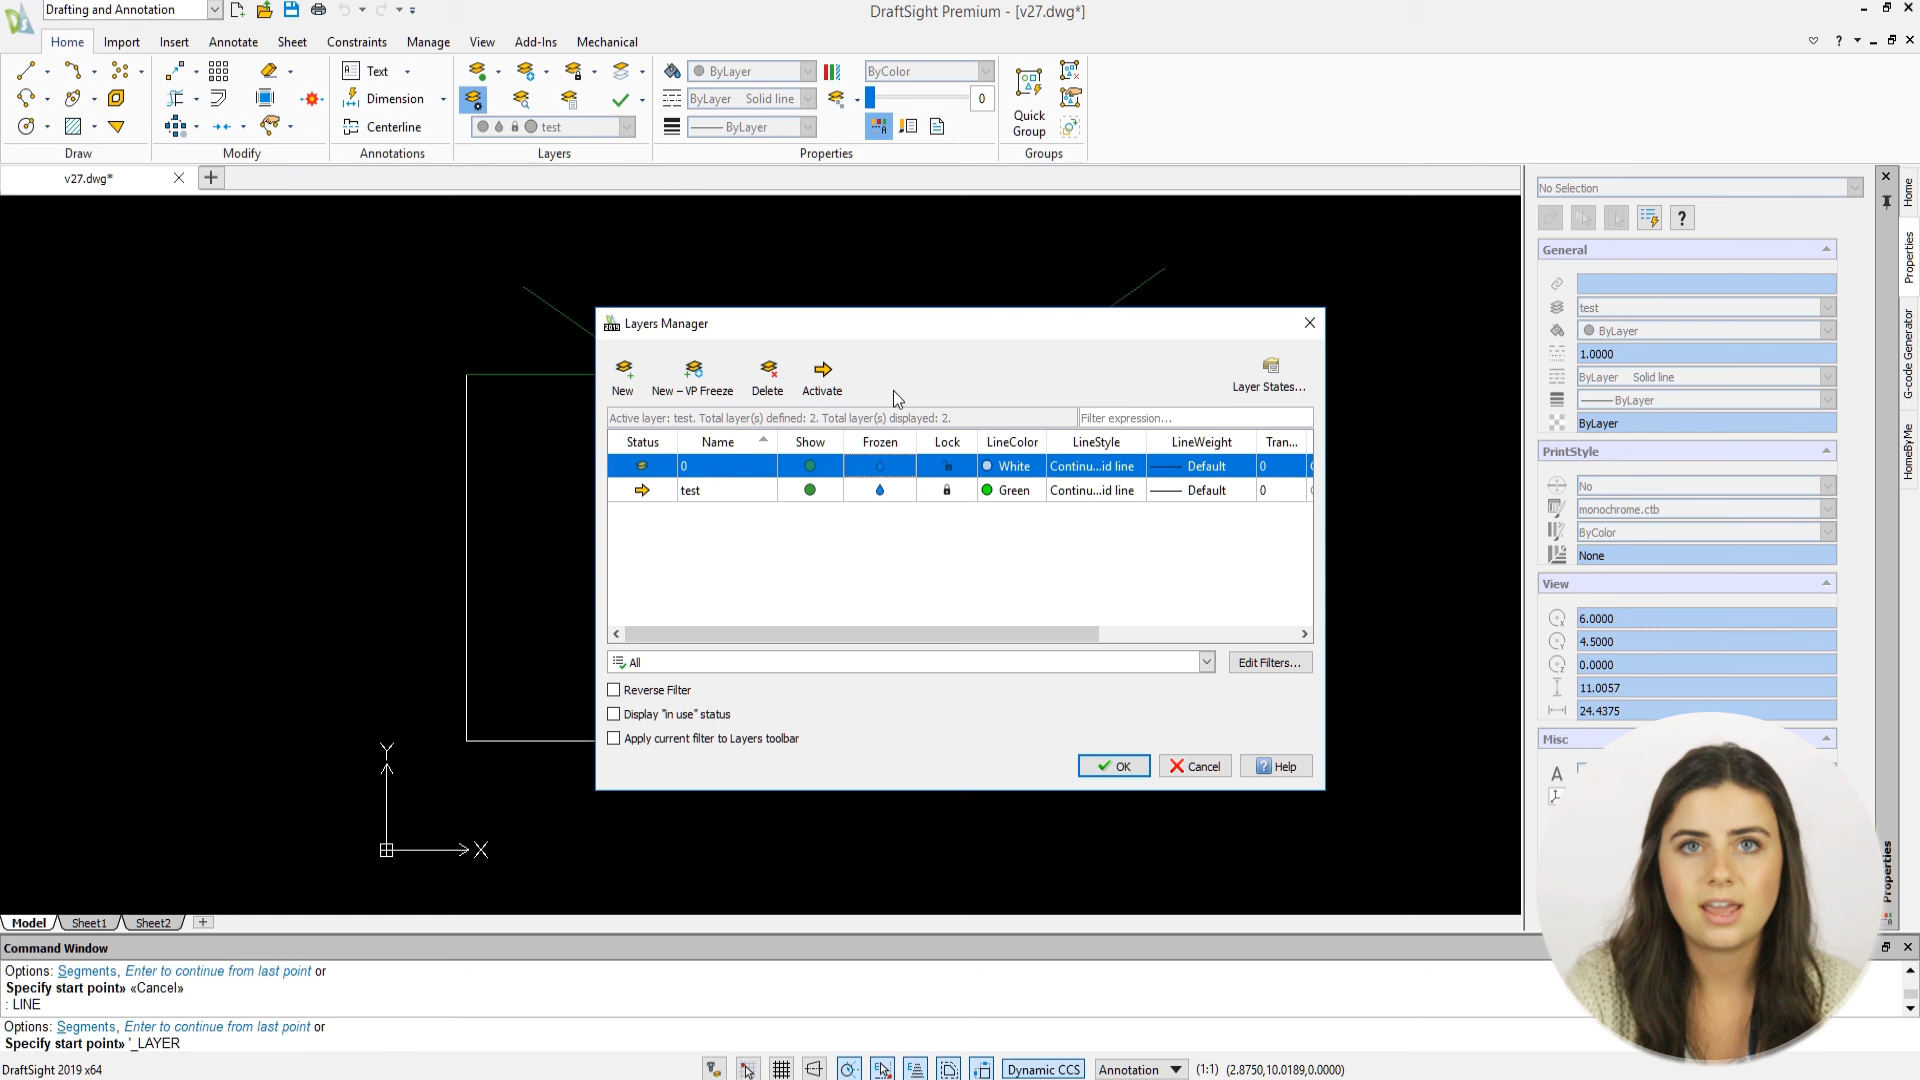 Drafting and Annotation
DraftSight Premium - [v27.dwg*]
Home
Import
Insert
Annotate
Sheet
Constraints
Manage
View
Add-Ins
Mechanical
Text
Dimension
Centerline
test
ByLayer
ByLayer Solid line
ByLayer
ByColor
0
Quick
Group
Draw
Modify
Annotations
Layers
Properties
Groups
v27.dwg*
No Selection
General
test
ByLayer
1.0000
ByLayer Solid line
ByLayer
ByLayer
PrintStyle
No
monochrome.ctb
ByColor
None
View
6.0000
4.5000
0.0000
11.0057
24.4375
Misc
Home
Properties
G-code Generator
HomeByMe
Properties
Layers Manager
New
New – VP Freeze
Delete
Activate
Layer States...
Active layer: test. Total layer(s) defined: 2. Total layer(s) displayed: 2.
Filter expression...
Status Name Show Frozen Lock LineColor LineStyle LineWeight Tran...
0 White Continu...id line Default 0
test Green Continu...id line Default 0
All
Edit Filters...
Reverse Filter
Display "in use" status
Apply current filter to Layers toolbar
OK
Cancel
Help
Y
X
Model
Sheet1
Sheet2
Command Window
Options: Segments, Enter to continue from last point or
Specify start point» «Cancel»
: LINE
Options: Segments, Enter to continue from last point or
Specify start point» '_LAYER
DraftSight 2019 x64
Dynamic CCS
Annotation
(1:1) (2.8750,10.0189,0.0000)